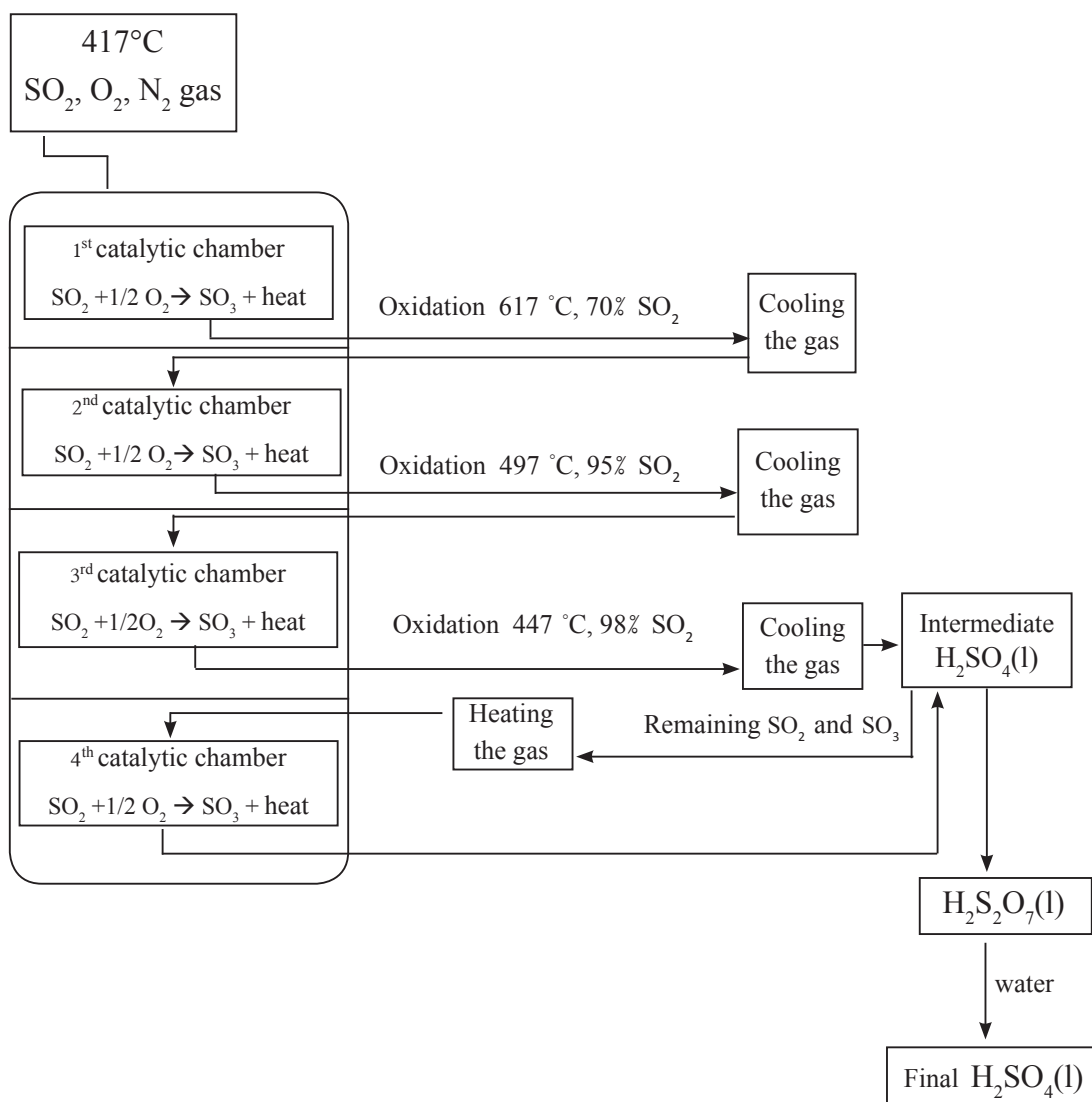 417°C
SO₂, O₂, N₂ gas
1ˢᵗ catalytic chamber
SO₂ +1/2 O₂→ SO₃ + heat
Oxidation 617 °C, 70% SO₂
Cooling
the gas
2ⁿᵈ catalytic chamber
SO₂ +1/2 O₂→ SO₃ + heat
Oxidation 497 °C, 95% SO₂
Cooling
the gas
3ʳᵈ catalytic chamber
SO₂ +1/2O₂ → SO₃ + heat
Oxidation 447 °C, 98% SO₂
Cooling
the gas
Intermediate
H₂SO₄(l)
Heating
the gas
Remaining SO₂ and SO₃
4ᵗʰ catalytic chamber
SO₂ +1/2 O₂ → SO₃ + heat
H₂S₂O₇(l)
water
Final H₂SO₄(l)